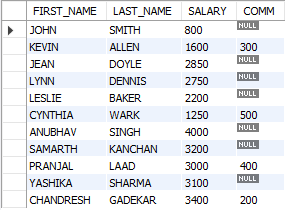 FIRST_NAME LAST_NAME SALARY COMM
JOHN SMITH 800 NULL
KEVIN ALLEN 1600 300
JEAN DOYLE 2850 NULL
LYNN DENNIS 2750 NULL
LESLIE BAKER 2200 NULL
CYNTHIA WARK 1250 500
ANUBHAV SINGH 4000 NULL
SAMARTH KANCHAN 3200 NULL
PRANJAL LAAD 3000 400
YASHIKA SHARMA 3100 NULL
CHANDRESH GADEKAR 3400 200